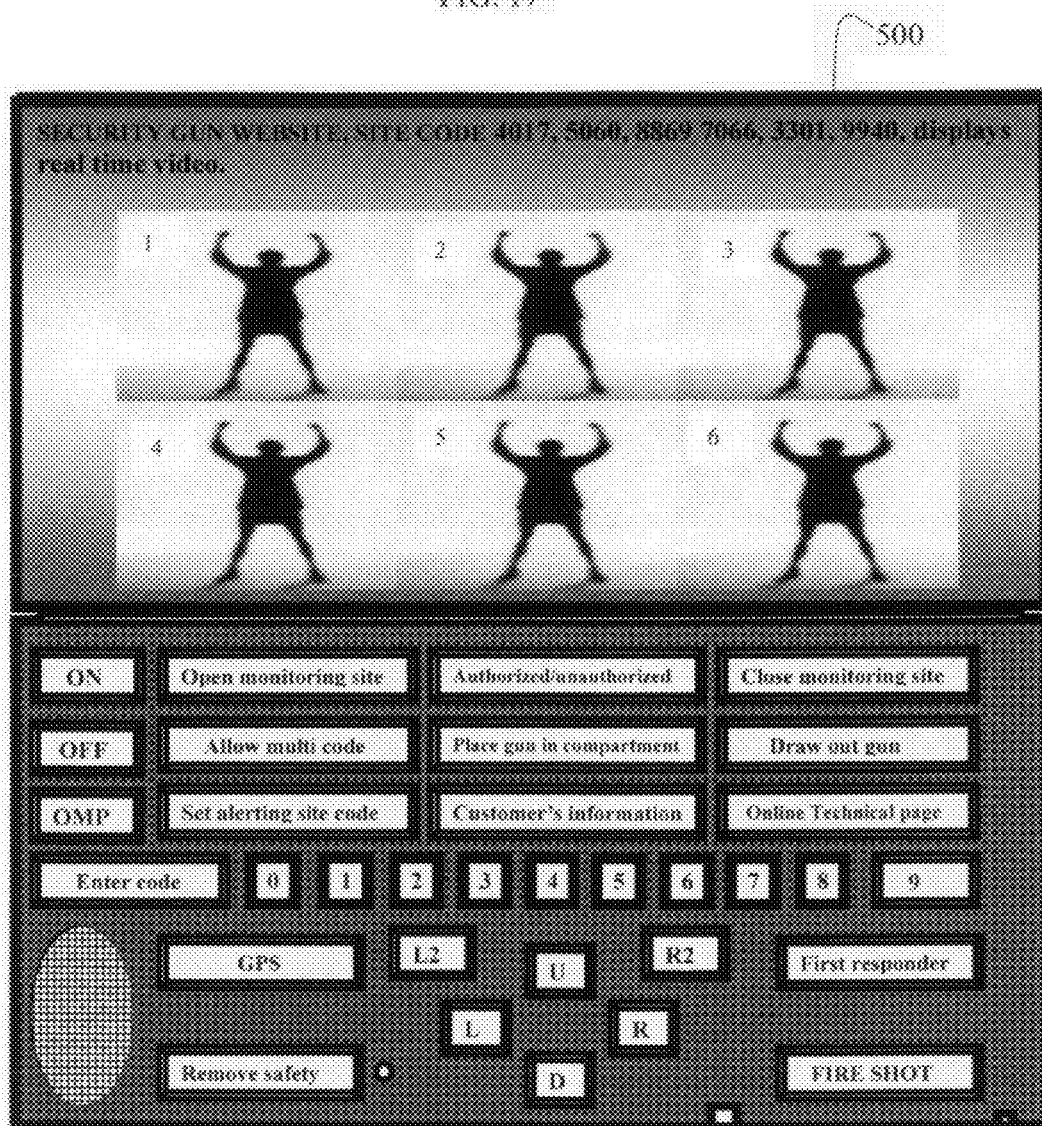 500
SECURITY GUN WEBSITE, SITE CODE 4017, 5060, 8869 7066, 3301, 9940, displays
real time video.
1 2 3
4 5 6
ON Open monitoring site Authorized/unauthorized Close monitoring site
OFF Allow multi code Place gun in compartment Draw out gun
OMP Set alerting site code Customer's information Online Technical page
Enter code 0 1 2 3 4 5 6 7 8 9
GPS L2 U R2 First responder
L R
Remove safety D FIRE SHOT